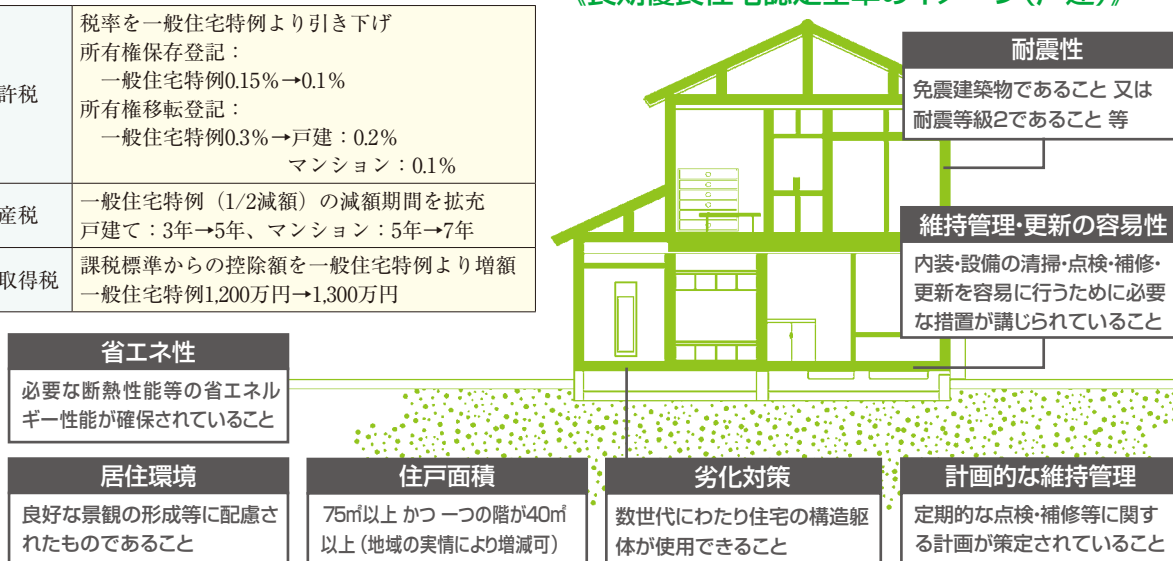 許税
税率を一般住宅特例より引き下げ
所有権保存登記：
一般住宅特例0.15%→0.1%
所有権移転登記：
一般住宅特例0.3%→戸建：0.2%
マンション：0.1%
産税
一般住宅特例（1/2減額）の減額期間を拡充
戸建て：3年→5年、マンション：5年→7年
取得税
課税標準からの控除額を一般住宅特例より増額
一般住宅特例1,200万円→1,300万円
耐震性
免震建築物であること 又は
耐震等級2であること 等
維持管理・更新の容易性
内装・設備の清掃・点検・補修・
更新を容易に行うために必要
な措置が講じられていること
省エネ性
必要な断熱性能等の省エネル
ギー性能が確保されていること
居住環境
良好な景観の形成等に配慮さ
れたものであること
住戸面積
75㎡以上 かつ 一つの階が40㎡
以上（地域の実情により増減可）
劣化対策
数世代にわたり住宅の構造躯
体が使用できること
計画的な維持管理
定期的な点検・補修等に関す
る計画が策定されていること